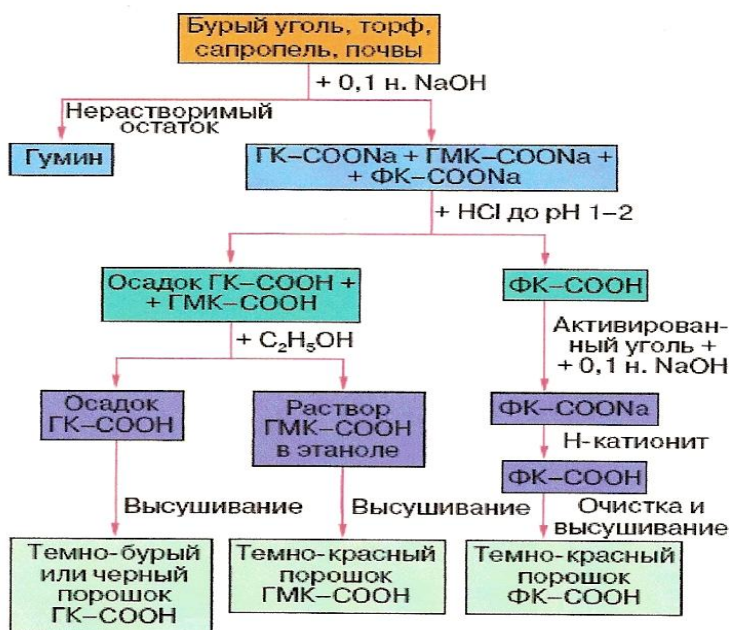 Бурый уголь, торф,
сапропель, почвы
+ 0,1 н. NaOH
Нерастворимый
остаток
Гумин
ГК–COONa + ГМК–COONa +
+ ФК–COONa
+ HCl до pH 1–2
Осадок ГК–COOH +
+ ГМК–COOH
ФК–COOH
+ C₂H₅OH
Активирован-
ный уголь +
+ 0,1 н. NaOH
Осадок
ГК–COOH
Раствор
ГМК–COOH
в этаноле
ФК–COONa
Н-катионит
ФК–COOH
Высушивание
Высушивание
Очистка и
высушивание
Темно-бурый
или черный
порошок
ГК–COOH
Темно-красный
порошок
ГМК–COOH
Темно-красный
порошок
ФК–COOH